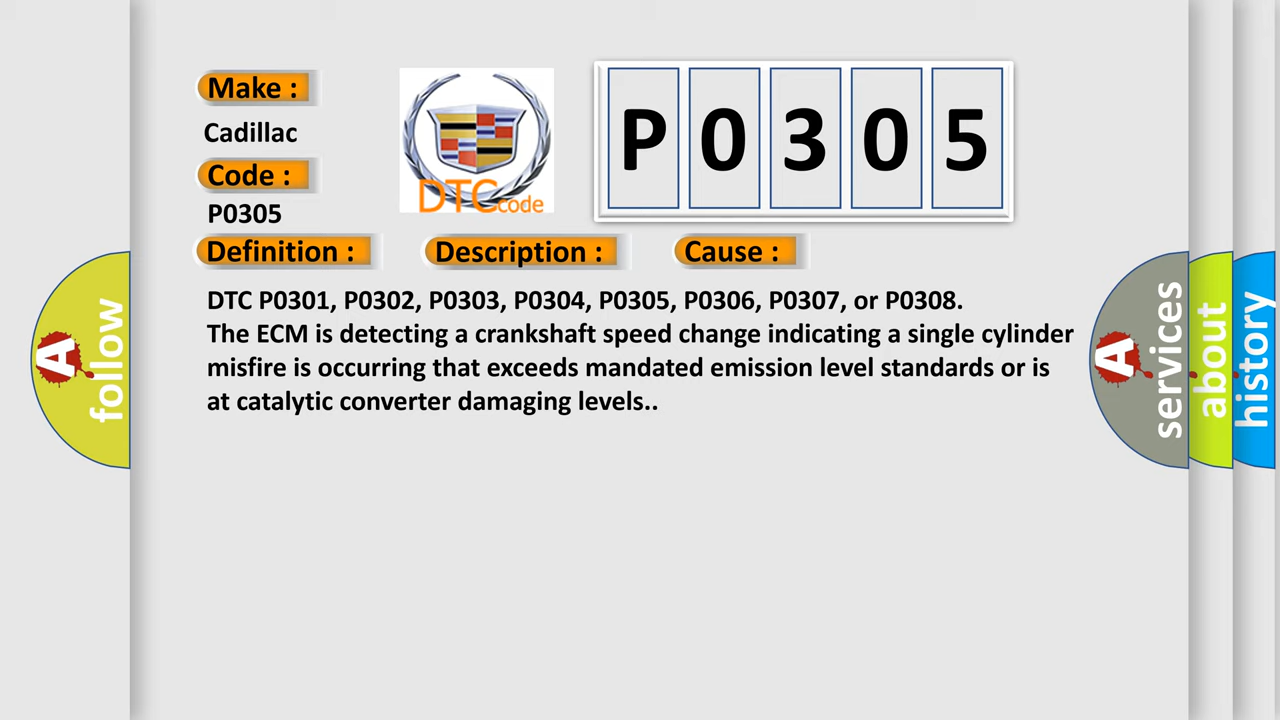 Make :
Cadillac
Code :
P0305
DTC code
P0305
Definition :
Description :
Cause :
DTC P0301, P0302, P0303, P0304, P0305, P0306, P0307, or P0308.
The ECM is detecting a crankshaft speed change indicating a single cylinder
misfire is occurring that exceeds mandated emission level standards or is
at catalytic converter damaging levels..
A follow
A services
about
history